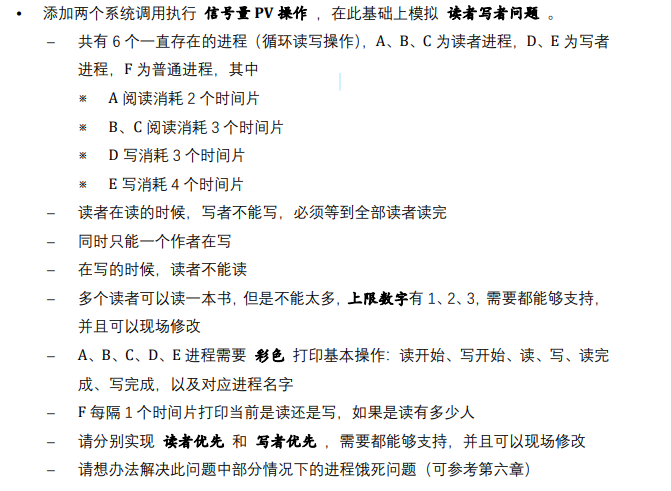 • 添加两个系统调用执行 信号量 PV 操作 ，在此基础上模拟 读者写者问题 。
– 共有 6 个一直存在的进程（循环读写操），A、B、C 为读者进程，D、E 为写者
进程，F 为普通进程，其中
※ A 阅读消耗 2 个时间片
※ B、C 阅读消耗 3 个时间片
※ D 写消耗 3 个时间片
※ E 写消耗 4 个时间片
– 读者在读的时候，写者不能写，必须等到全部读者读完
– 同时只能一个作者在写
– 在写的时候，读者不能读
– 多个读者可以读一本书，但是不能太多，上限数字有 1、2、3，需要都能够支持，
并且可以现场修改
– A、B、C、D、E 进程需要 彩色 打印基本操作：读开始、写开始、读、写、读完
成、写完成，以及对应进程名字
– F 每隔 1 个时间片打印当前是读还是写，如果是读有多少人
– 请分别实现 读者优先 和 写者优先 ，需要都能够支持，并且可以现场修改
– 请想办法解决此问题中部分情况下的进程饿死问题（可参考第六章）